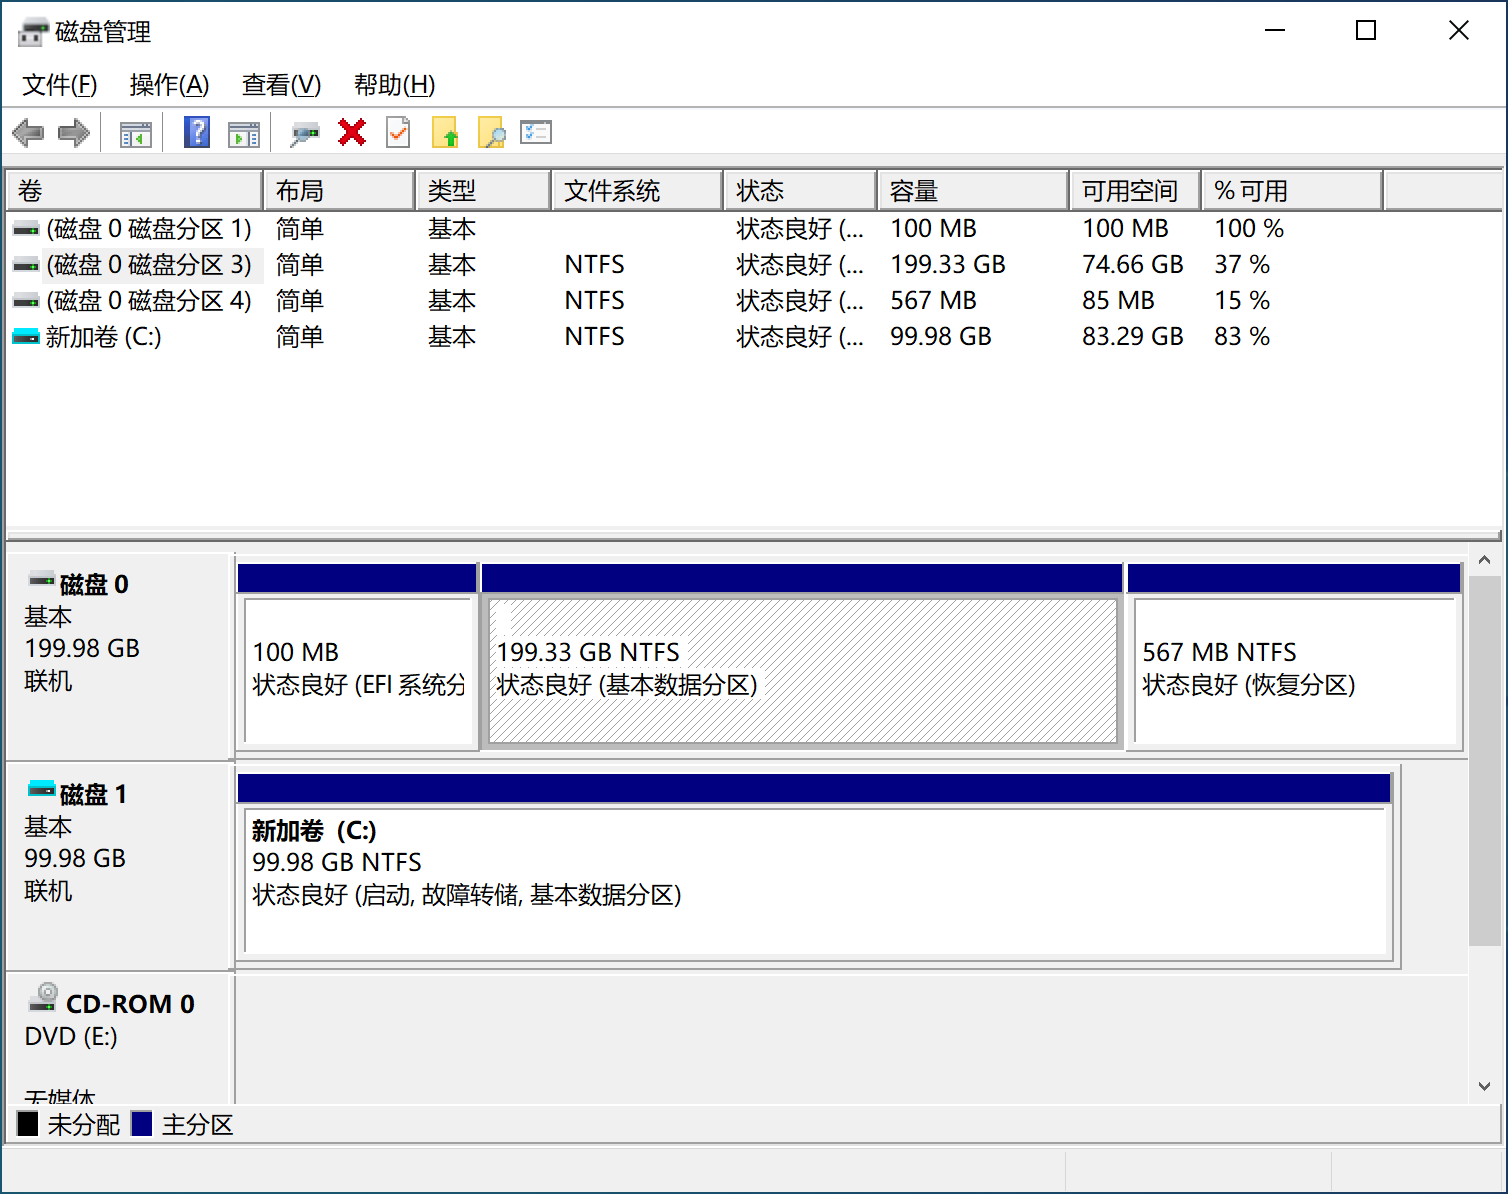 磁盘管理
文件(F) 操作(A) 查看(V) 帮助(H)
卷 布局 类型 文件系统 状态 容量 可用空间 % 可用
(磁盘 0 磁盘分区 1) 简单 基本 状态良好 (... 100 MB 100 MB 100 %
(磁盘 0 磁盘分区 3) 简单 基本 NTFS 状态良好 (... 199.33 GB 74.66 GB 37 %
(磁盘 0 磁盘分区 4) 简单 基本 NTFS 状态良好 (... 567 MB 85 MB 15 %
新加卷 (C:) 简单 基本 NTFS 状态良好 (... 99.98 GB 83.29 GB 83 %
磁盘 0
基本
199.98 GB
联机
100 MB
状态良好 (EFI 系统分
199.33 GB NTFS
状态良好 (基本数据分区)
567 MB NTFS
状态良好 (恢复分区)
磁盘 1
基本
99.98 GB
联机
新加卷 (C:)
99.98 GB NTFS
状态良好 (启动, 故障转储, 基本数据分区)
CD-ROM 0
DVD (E:)
无媒体
未分配 主分区